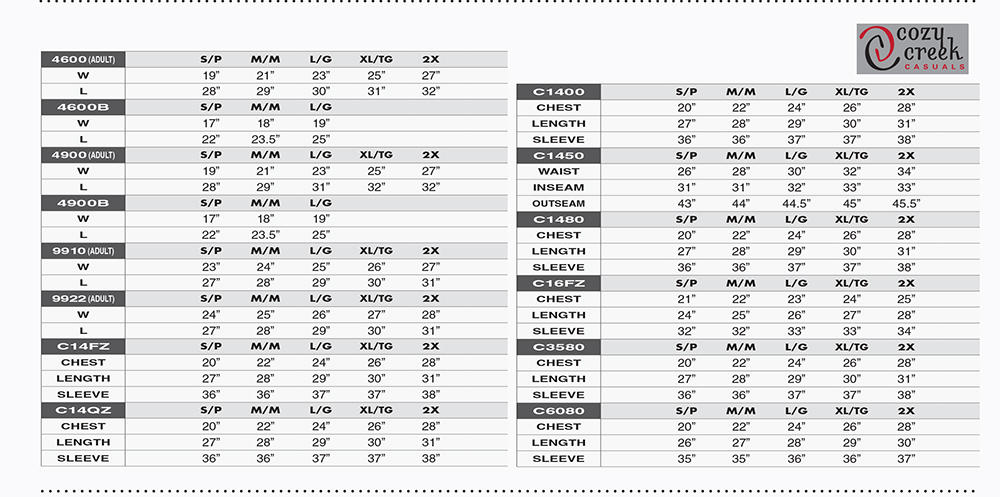 cozy
creek
CASUALS
4600 (ADULT) S/P M/M L/G XL/TG 2X
W 19” 21” 23” 25” 27”
L 28” 29” 30” 31” 32”
4600B S/P M/M L/G
W 17” 18” 19”
L 22” 23.5” 25”
4900 (ADULT) S/P M/M L/G XL/TG 2X
W 19” 21” 23” 25” 27”
L 28” 29” 31” 32” 32”
4900B S/P M/M L/G
W 17” 18” 19”
L 22” 23.5” 25”
9910 (ADULT) S/P M/M L/G XL/TG 2X
W 23” 24” 25” 26” 27”
L 27” 28” 29” 30” 31”
9922 (ADULT) S/P M/M L/G XL/TG 2X
W 24” 25” 26” 27” 28”
L 27” 28” 29” 30” 31”
C14FZ S/P M/M L/G XL/TG 2X
CHEST 20” 22” 24” 26” 28”
LENGTH 27” 28” 29” 30” 31”
SLEEVE 36” 36” 37” 37” 38”
C14QZ S/P M/M L/G XL/TG 2X
CHEST 20” 22” 24” 26” 28”
LENGTH 27” 28” 29” 30” 31”
SLEEVE 36” 36” 37” 37” 38”
C1400 S/P M/M L/G XL/TG 2X
CHEST 20” 22” 24” 26” 28”
LENGTH 27” 28” 29” 30” 31”
SLEEVE 36” 36” 37” 37” 38”
C1450 S/P M/M L/G XL/TG 2X
WAIST 26” 28” 30” 32” 34”
INSEAM 31” 31” 32” 33” 33”
OUTSEAM 43” 44” 44.5” 45” 45.5”
C1480 S/P M/M L/G XL/TG 2X
CHEST 20” 22” 24” 26” 28”
LENGTH 27” 28” 29” 30” 31”
SLEEVE 36” 36” 37” 37” 38”
C16FZ S/P M/M L/G XL/TG 2X
CHEST 21” 22” 23” 24” 25”
LENGTH 24” 25” 26” 27” 28”
SLEEVE 32” 32” 33” 33” 34”
C3580 S/P M/M L/G XL/TG 2X
CHEST 20” 22” 24” 26” 28”
LENGTH 27” 28” 29” 30” 31”
SLEEVE 36” 36” 37” 37” 38”
C6080 S/P M/M L/G XL/TG 2X
CHEST 20” 22” 24” 26” 28”
LENGTH 26” 27” 28” 29” 30”
SLEEVE 35” 35” 36” 36” 37”